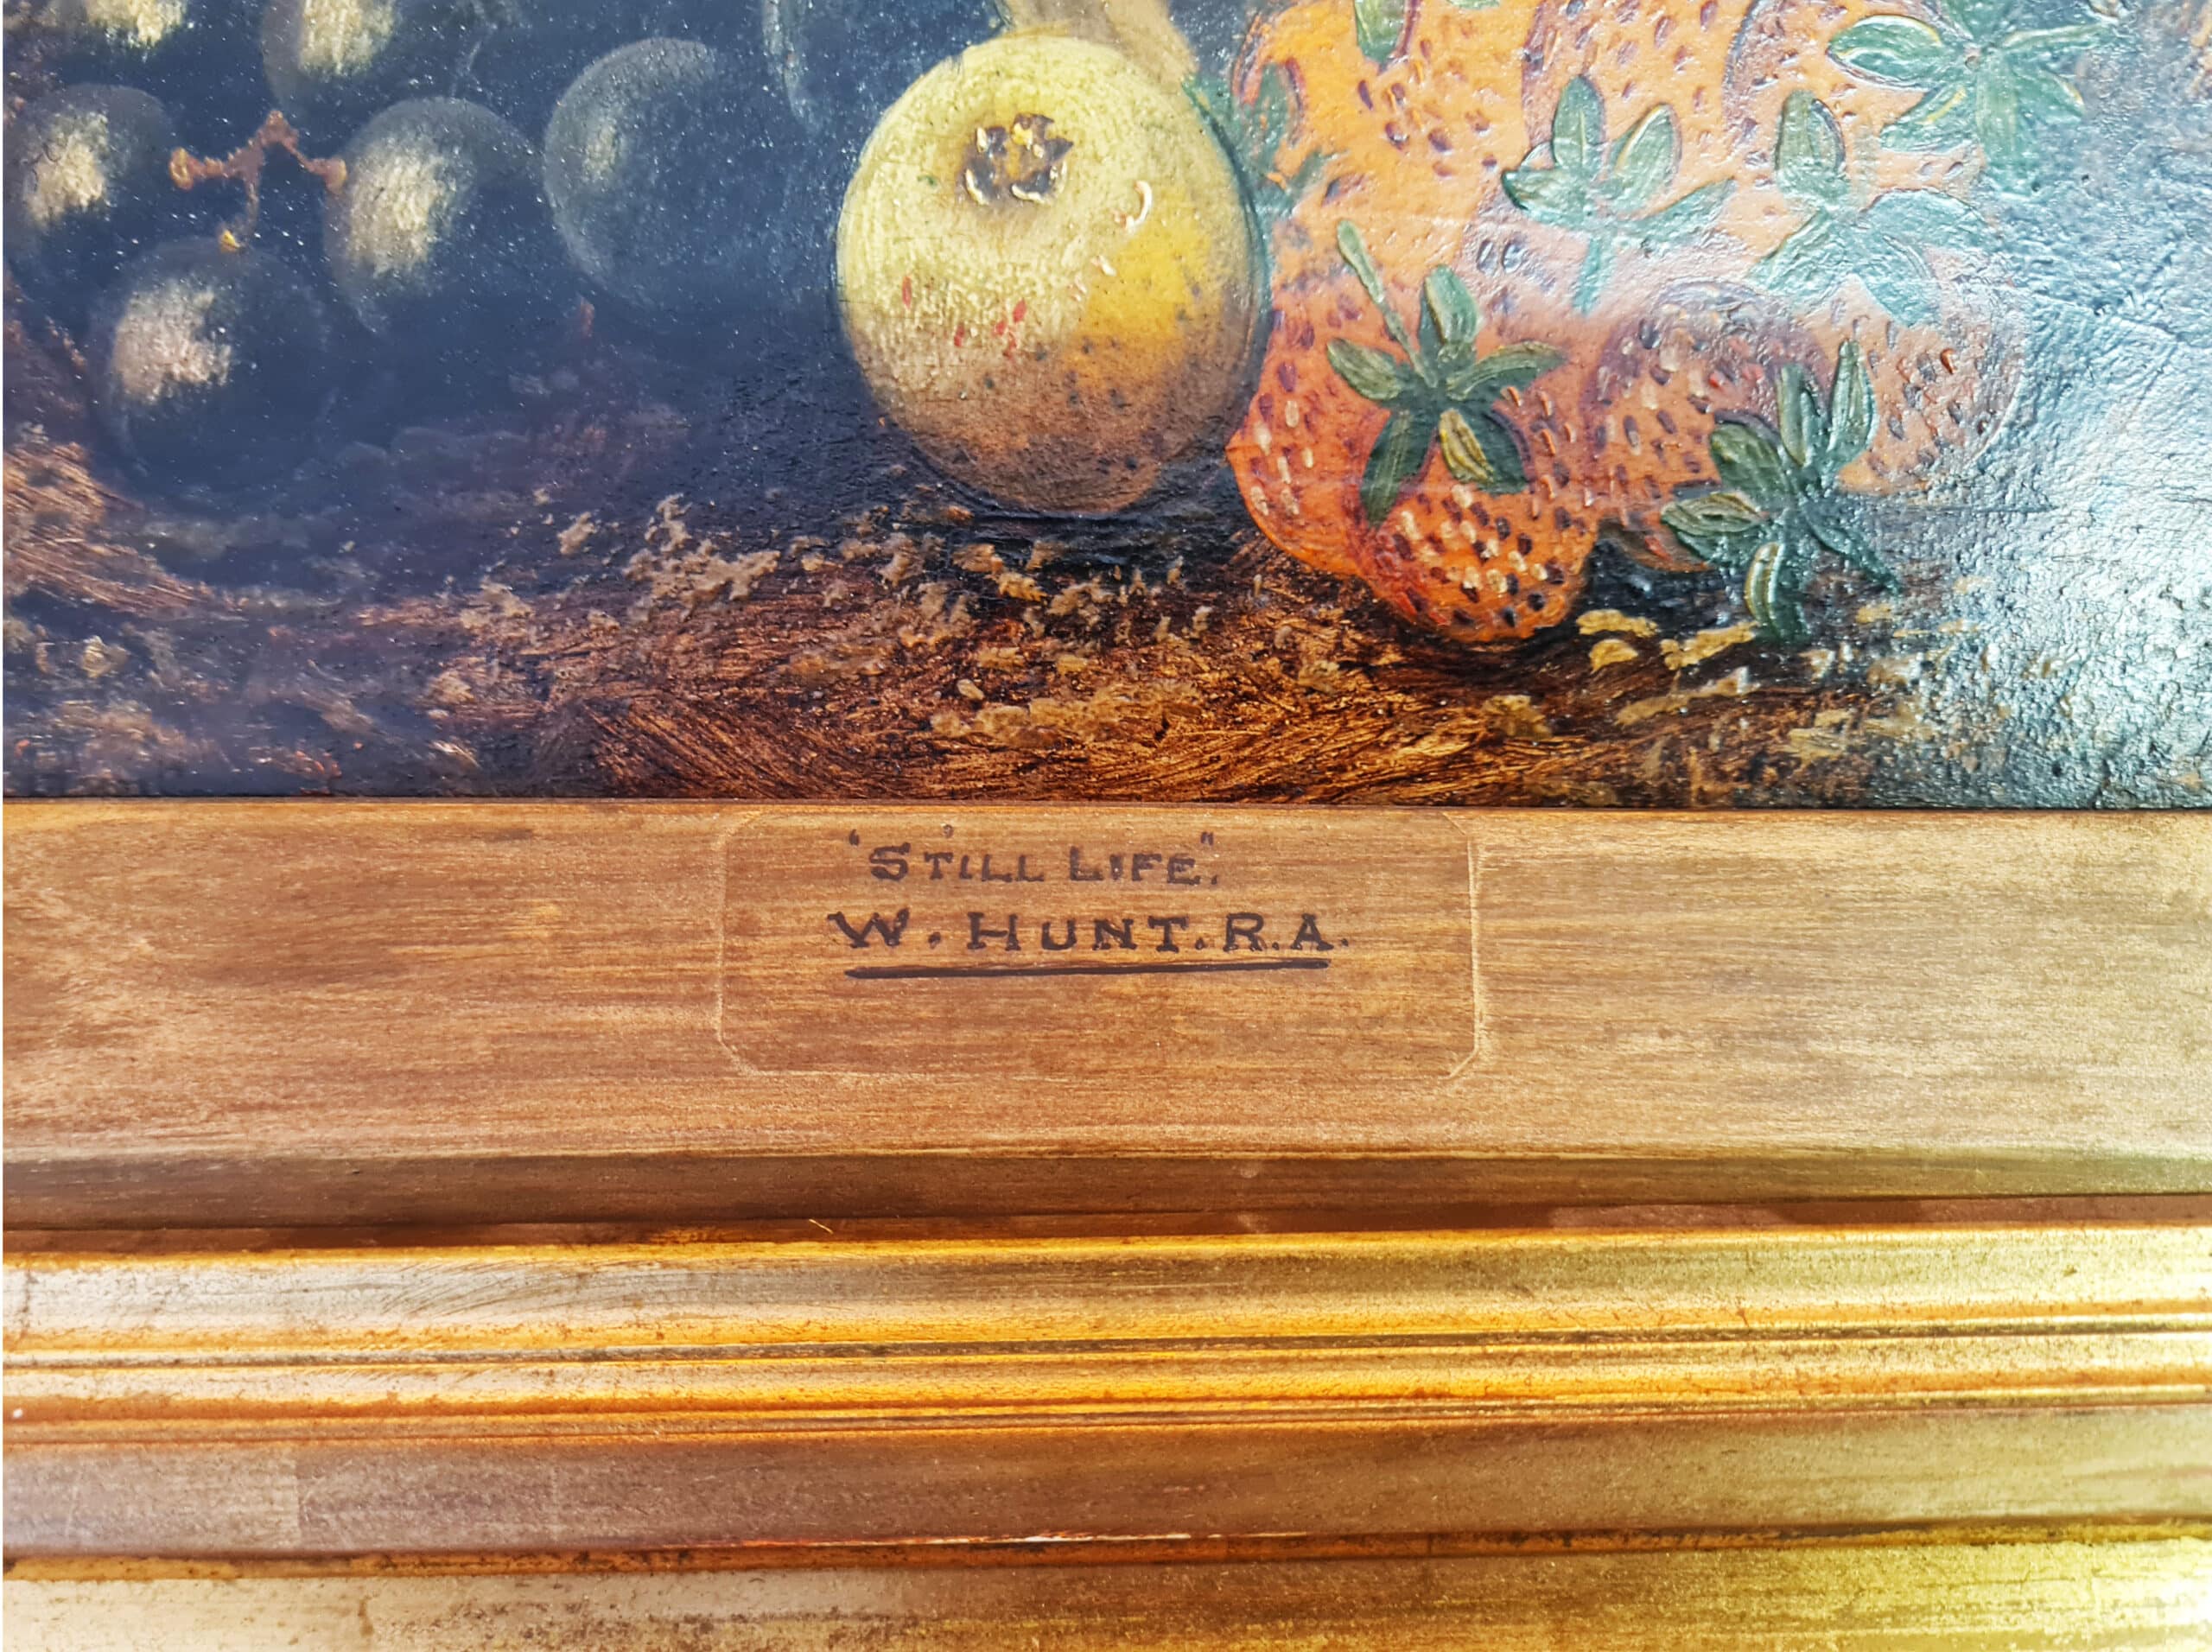 "STILL LIFE".
W. HUNT. R.A.